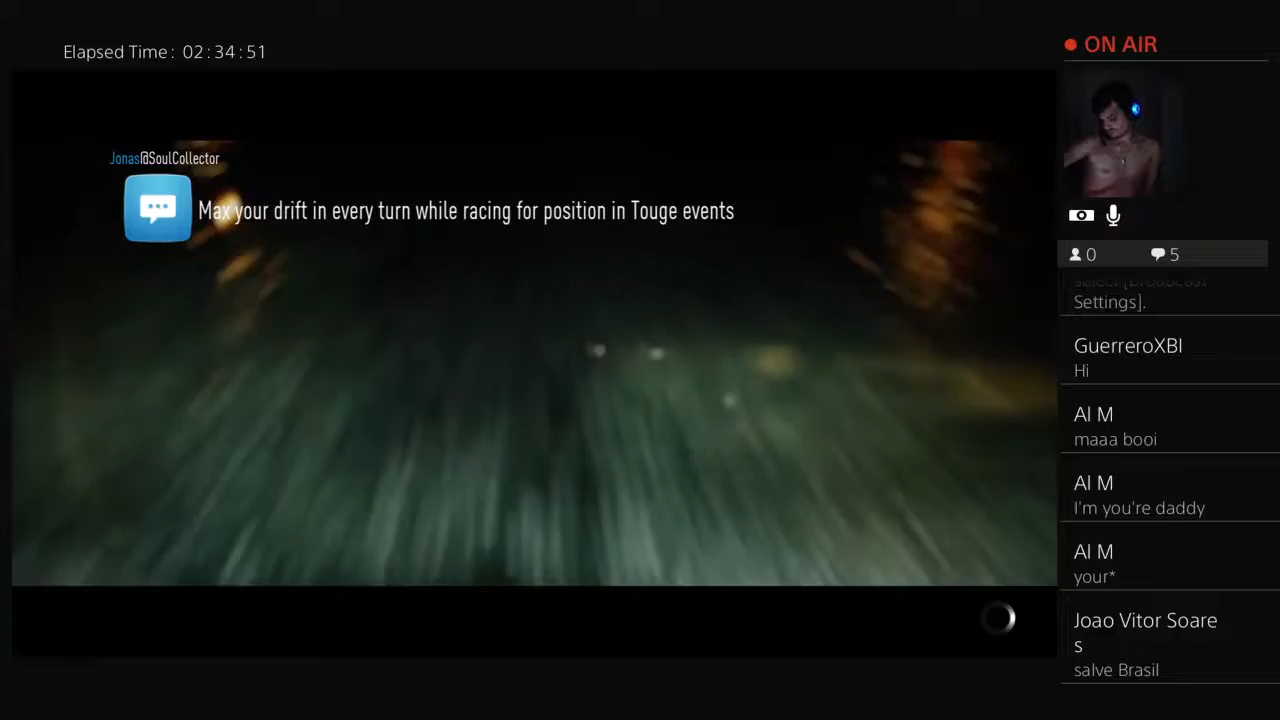 Elapsed Time: 02:34:51
ON AIR
Jonas@SoulCollector
Max your drift in every turn while racing for position in Touge events
0 5
select [Broadcast
Settings].
GuerreroXBI
Hi
Al M
maaa booi
Al M
I'm you're daddy
Al M
your*
Joao Vitor Soare
s
salve Brasil